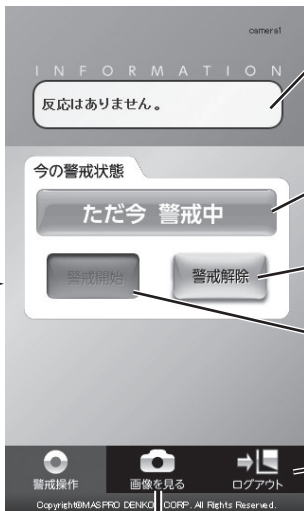 camera1
INFORMATION
反応はありません。
今の警戒状態
ただ今 警戒中
警戒開始
警戒解除
警戒操作
画像を見る
ログアウト
Copyright©MASPRO DENKO CORP. All Rights Reserved.